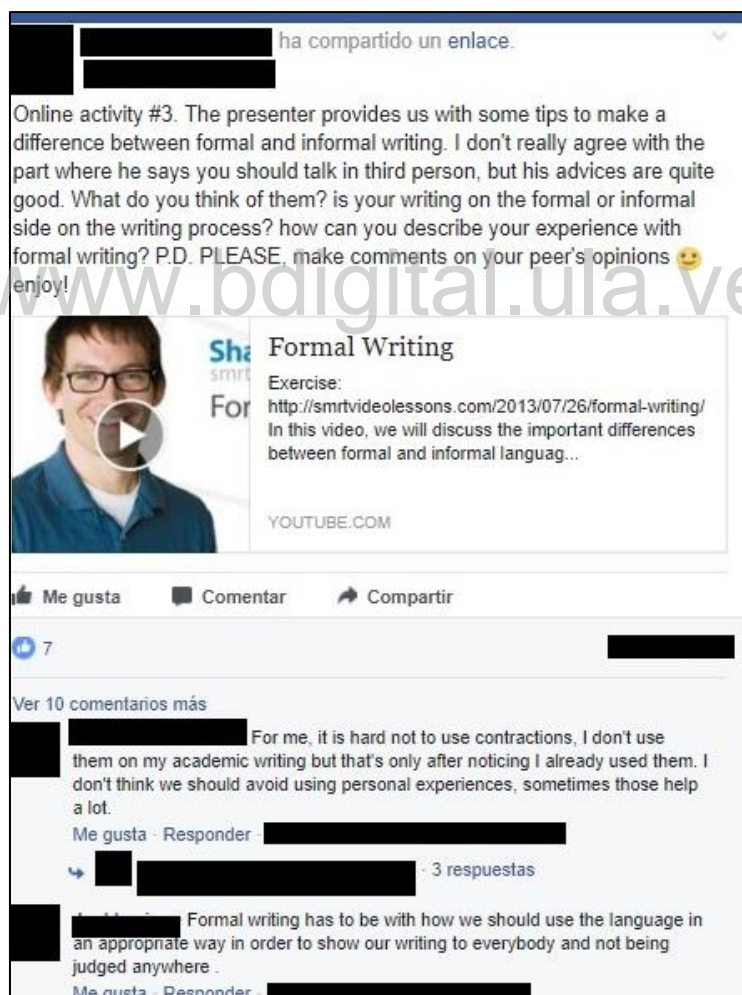 ha compartido un enlace.
Online activity #3. The presenter provides us with some tips to make a
difference between formal and informal writing. I don't really agree with the
part where he says you should talk in third person, but his advices are quite
good. What do you think of them? is your writing on the formal or informal
side on the writing process? how can you describe your experience with
formal writing? P.D. PLEASE, make comments on your peer's opinions 🙂
enjoy!
www.bdigital.ula.ve
Sha
smrt
For
Formal Writing
Exercise:
http://smrtvideolessons.com/2013/07/26/formal-writing/
In this video, we will discuss the important differences
between formal and informal languag...
YOUTUBE.COM
Me gusta Comentar Compartir
7
Ver 10 comentarios más
For me, it is hard not to use contractions, I don't use
them on my academic writing but that's only after noticing I already used them. I
don't think we should avoid using personal experiences, sometimes those help
a lot.
Me gusta · Responder ·
· 3 respuestas
Formal writing has to be with how we should use the language in
an appropriate way in order to show our writing to everybody and not being
judged anywhere .
Me gusta · Responder ·